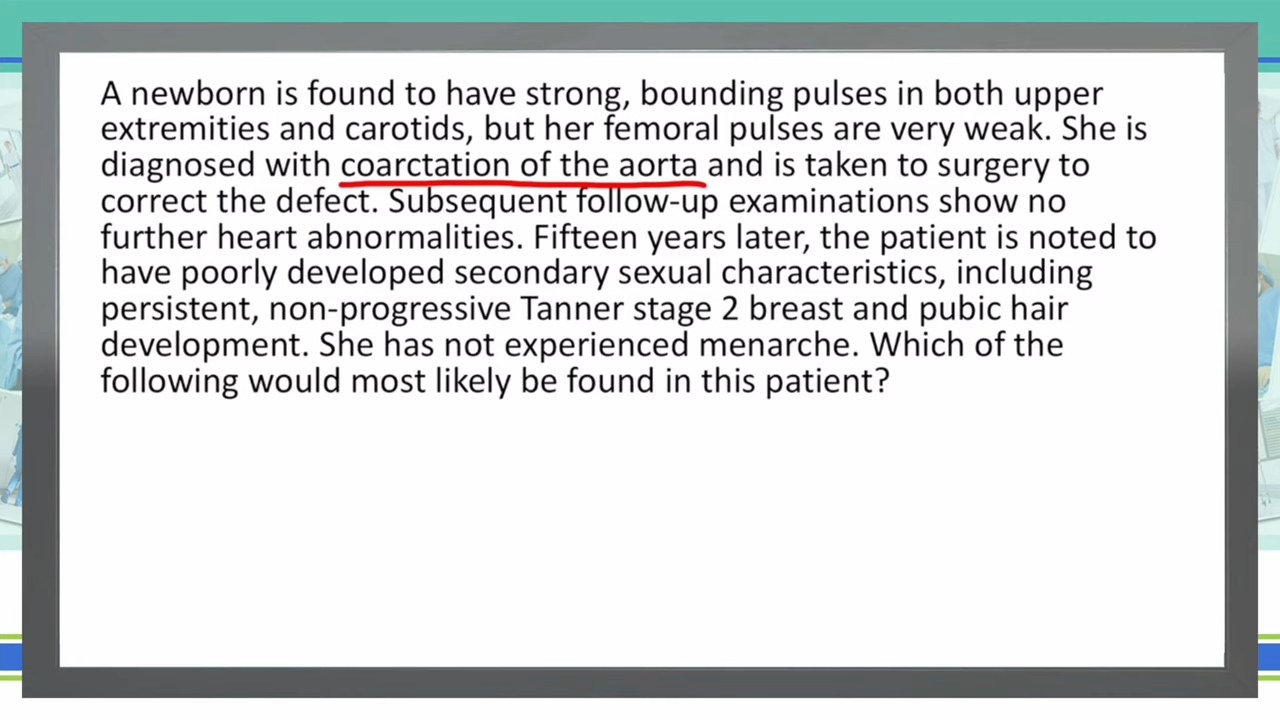 A newborn is found to have strong, bounding pulses in both upper
extremities and carotids, but her femoral pulses are very weak. She is
diagnosed with coarctation of the aorta and is taken to surgery to
correct the defect. Subsequent follow-up examinations show no
further heart abnormalities. Fifteen years later, the patient is noted to
have poorly developed secondary sexual characteristics, including
persistent, non-progressive Tanner stage 2 breast and pubic hair
development. She has not experienced menarche. Which of the
following would most likely be found in this patient?